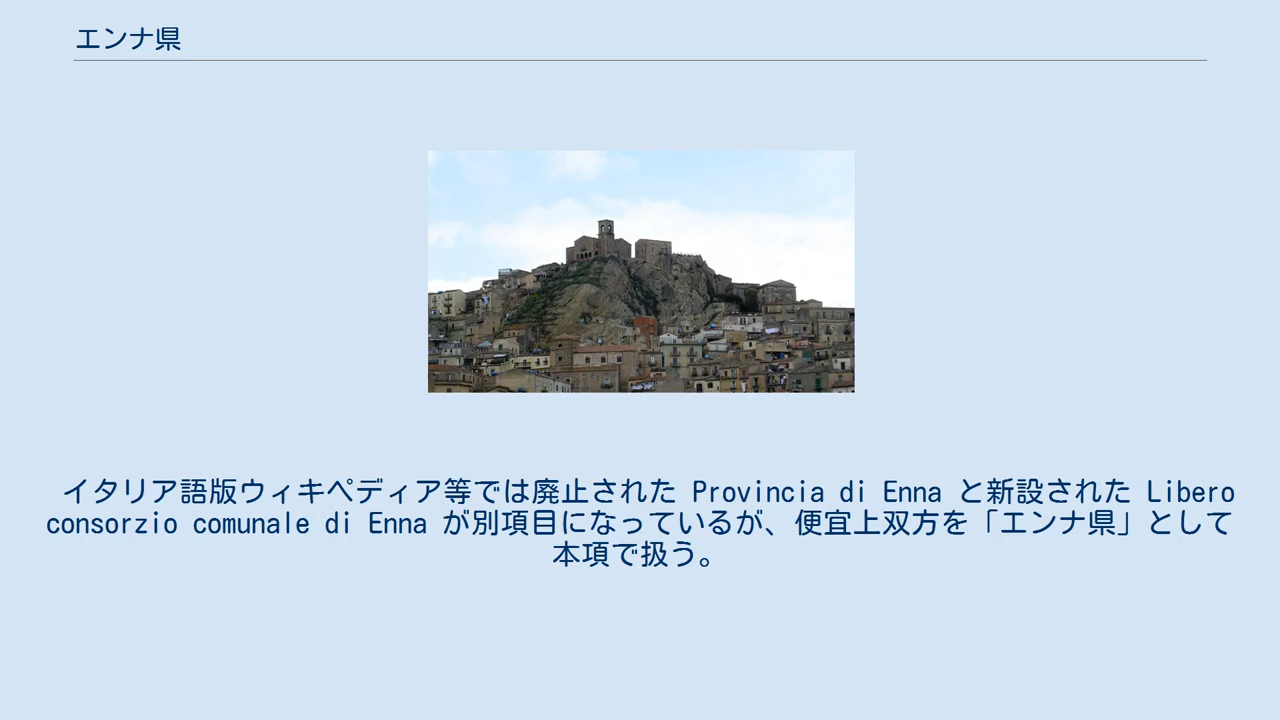 エンナ県
イタリア語版ウィキペディア等では廃止された Provincia di Enna と新設された Libero
consorzio comunale di Enna が別項目になっているが、便宜上双方を「エンナ県」として
本項で扱う。